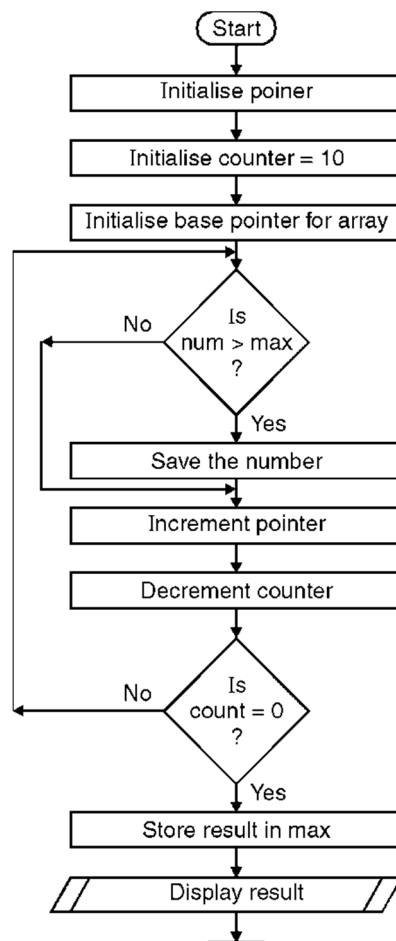 Start
Initialise poiner
Initialise counter = 10
Initialise base pointer for array
No
Is
num > max
?
Yes
Save the number
Increment pointer
Decrement counter
No
Is
count = 0
?
Yes
Store result in max
Display result